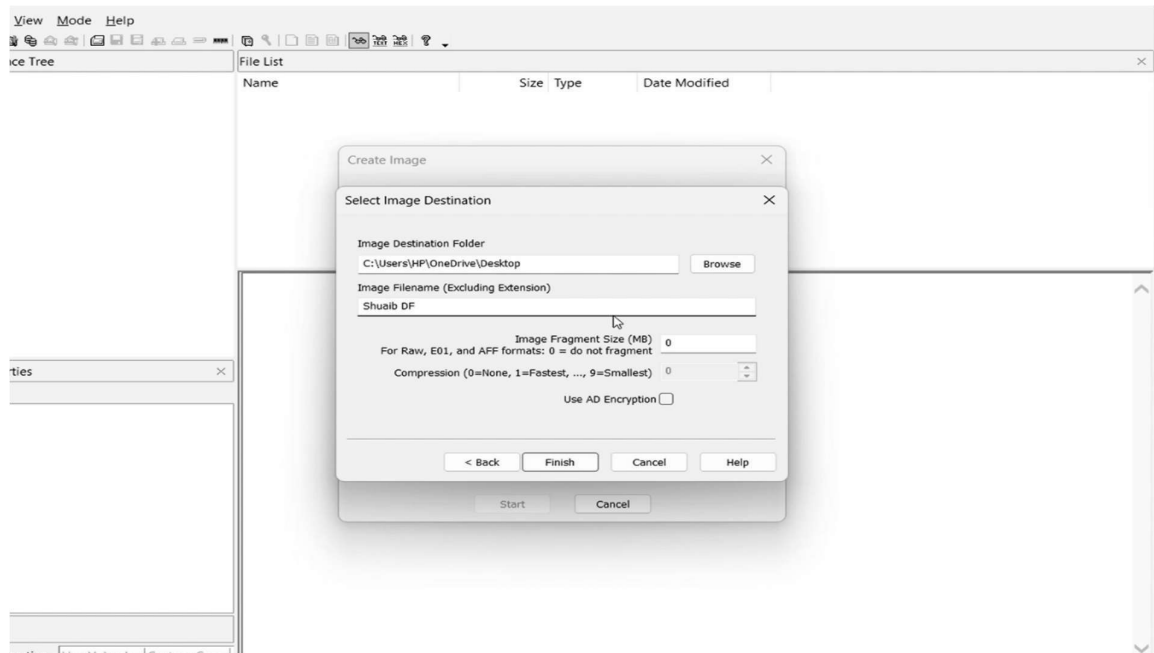 View Mode Help
TEXT HEX ?
ce Tree
File List
Name Size Type Date Modified
Create Image
Select Image Destination
Image Destination Folder
C:\Users\HP\OneDrive\Desktop
Browse
Image Filename (Excluding Extension)
Shuaib DF
Image Fragment Size (MB)
For Raw, E01, and AFF formats: 0 = do not fragment
0
Compression (0=None, 1=Fastest, ..., 9=Smallest)
0
Use AD Encryption
< Back Finish Cancel Help
Start Cancel
rties